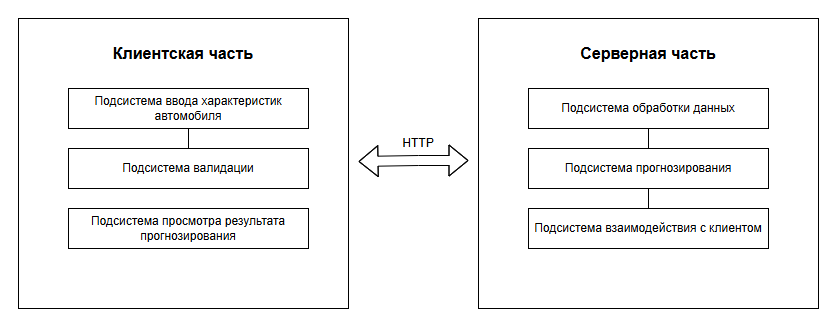 Клиентская часть
Подсистема ввода характеристик
автомобиля
Подсистема валидации
Подсистема просмотра результата
прогнозирования
HTTP
Серверная часть
Подсистема обработки данных
Подсистема прогнозирования
Подсистема взаимодействия с клиентом